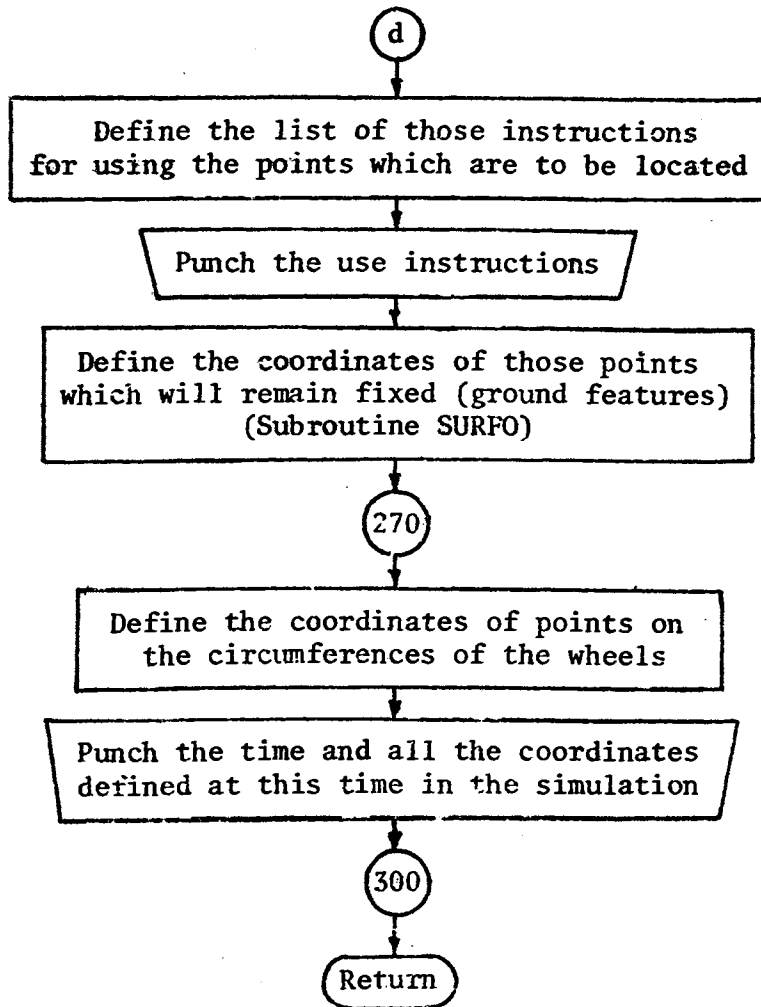 d
Define the list of those instructions
for using the points which are to be located
Punch the use instructions
Define the coordinates of those points
which will remain fixed (ground features)
(Subroutine SURFO)
270
Define the coordinates of points on
the circumferences of the wheels
Punch the time and all the coordinates
defined at this time in the simulation
300
Return